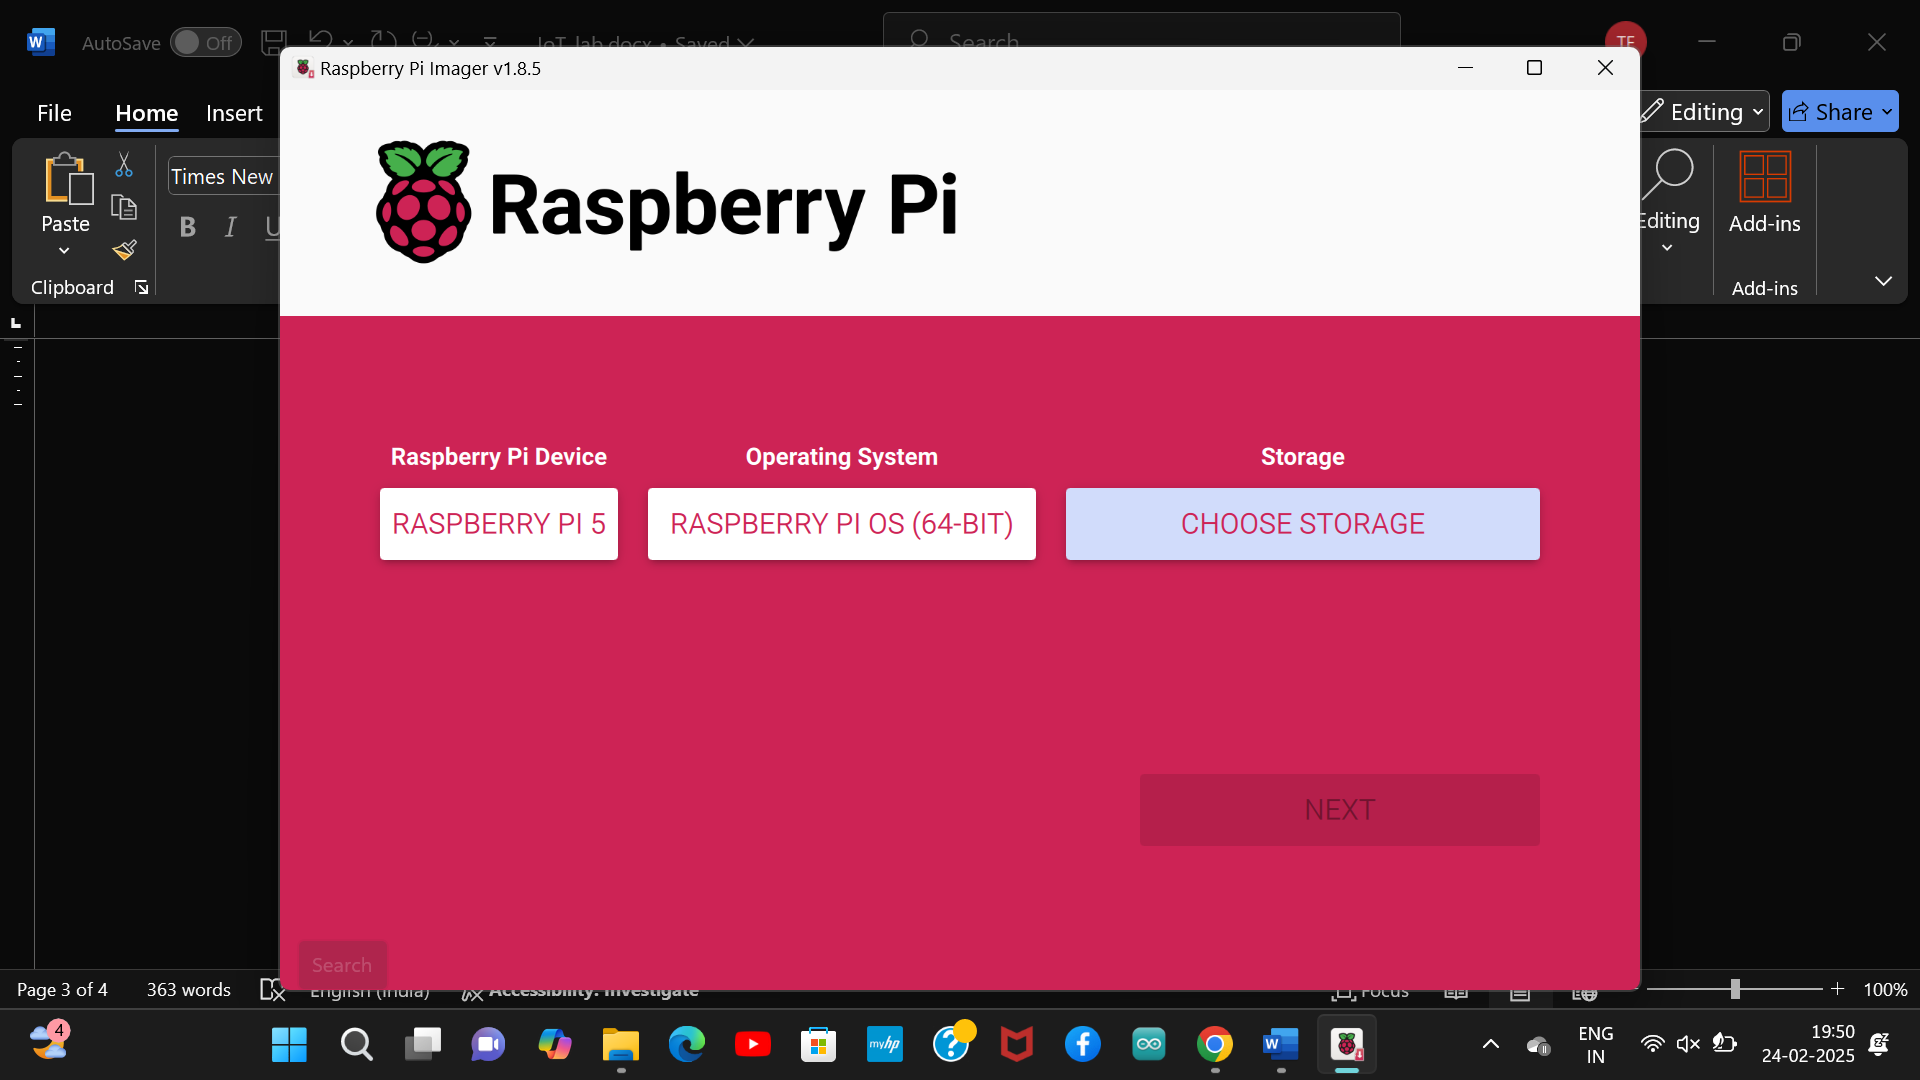 AutoSave
Off
IoT lab.docx • Saved
Search
TE
Raspberry Pi Imager v1.8.5
File
Home
Insert
Editing
Share
Raspberry Pi
Times New
Paste
B I U
Editing
Add-ins
Clipboard
Add-ins
Raspberry Pi Device
Operating System
Storage
RASPBERRY PI 5
RASPBERRY PI OS (64-BIT)
CHOOSE STORAGE
NEXT
Search
Page 3 of 4
363 words
English (India)
Accessibility: Investigate
Focus
100%
4
myhp
ENG
IN
19:50
24-02-2025